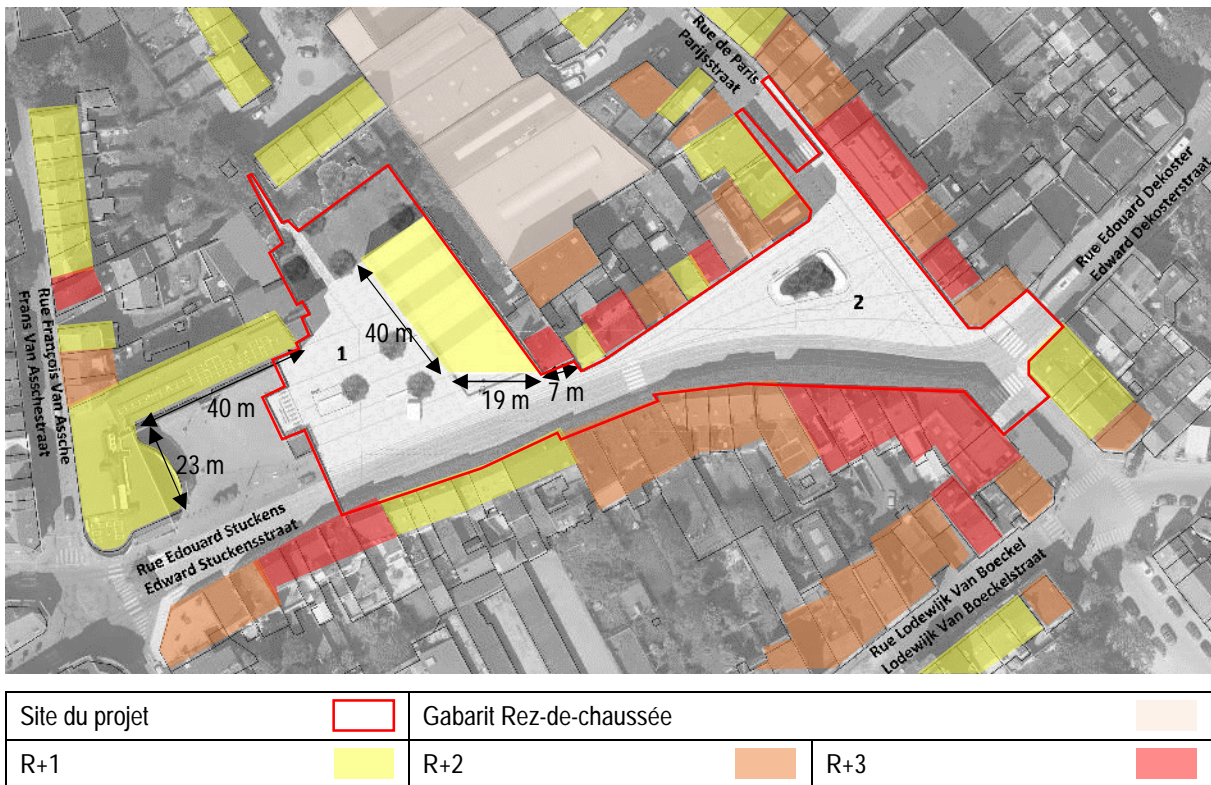 Rue de Paris
Parijsstraat
Rue Edouard Dekoster
Edward Dekosterstraat
Rue François Van Assche
Frans Van Asschestraat
1
2
40 m
40 m
19 m
7 m
23 m
Rue Edouard Stuckens
Edward Stuckensstraat
Rue Lodewijk Van Boeckel
Lodewijk Van Boeckelstraat
Site du projet
Gabarit Rez-de-chaussée
R+1
R+2
R+3